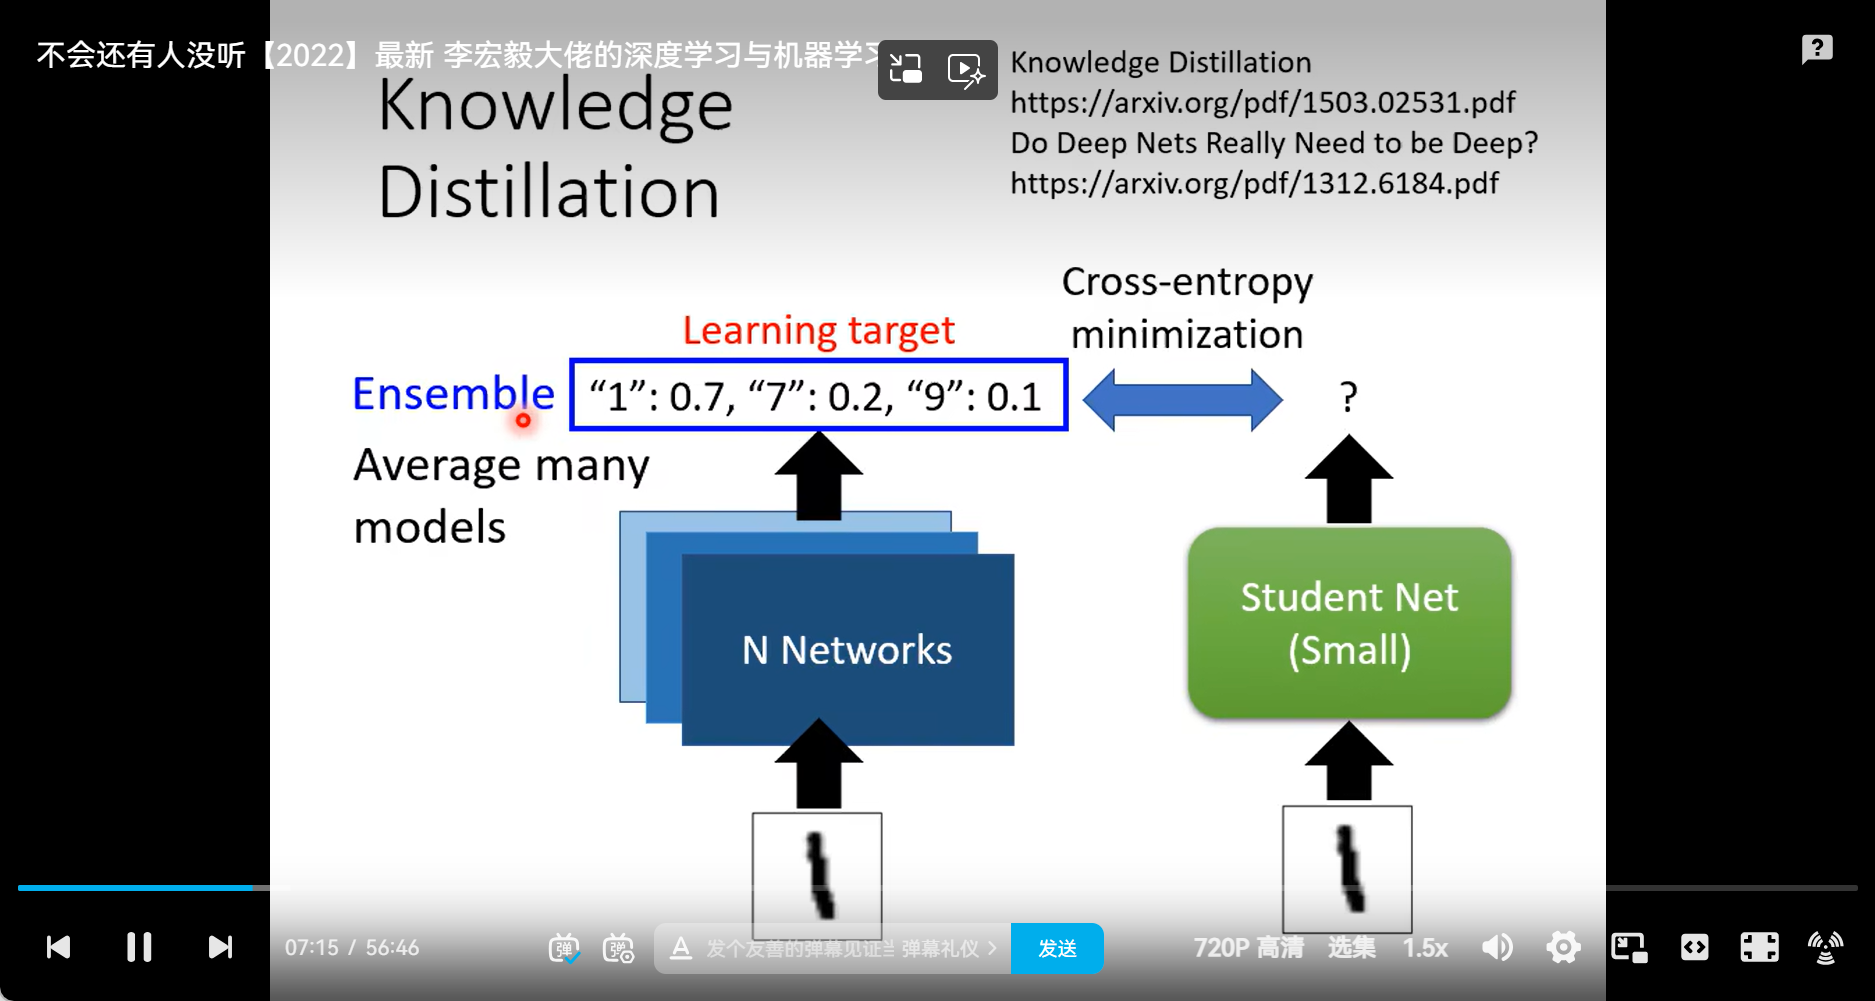 不会还有人没听【2022】最新 李宏毅大佬的深度学习与机器学习
Knowledge
Distillation
Knowledge Distillation
https://arxiv.org/pdf/1503.02531.pdf
Do Deep Nets Really Need to be Deep?
https://arxiv.org/pdf/1312.6184.pdf
Cross-entropy
minimization
Learning target
Ensemble
“1”: 0.7, “7”: 0.2, “9”: 0.1
?
Average many
models
N Networks
Student Net
(Small)
07:15 / 56:46
弹
弹
A
发个友善的弹幕见证当
弹幕礼仪 >
发送
720P 高清
选集
1.5x